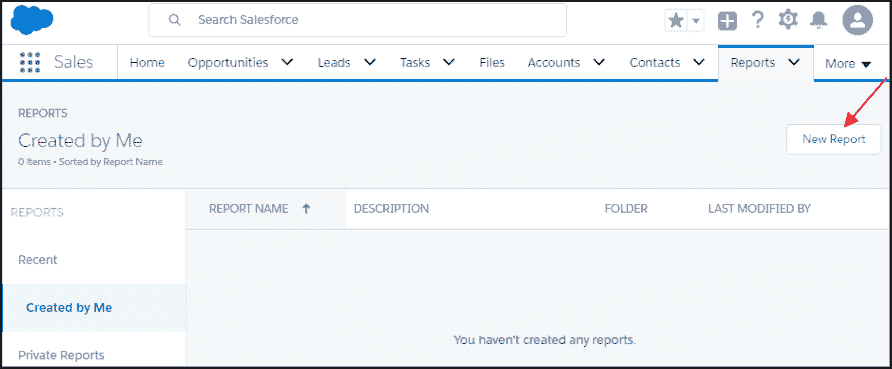 Search Salesforce
Sales Home Opportunities Leads Tasks Files Accounts Contacts Reports More
REPORTS
Created by Me
0 Items • Sorted by Report Name
New Report
REPORTS
REPORT NAME DESCRIPTION FOLDER LAST MODIFIED BY
Recent
Created by Me
You haven't created any reports.
Private Reports